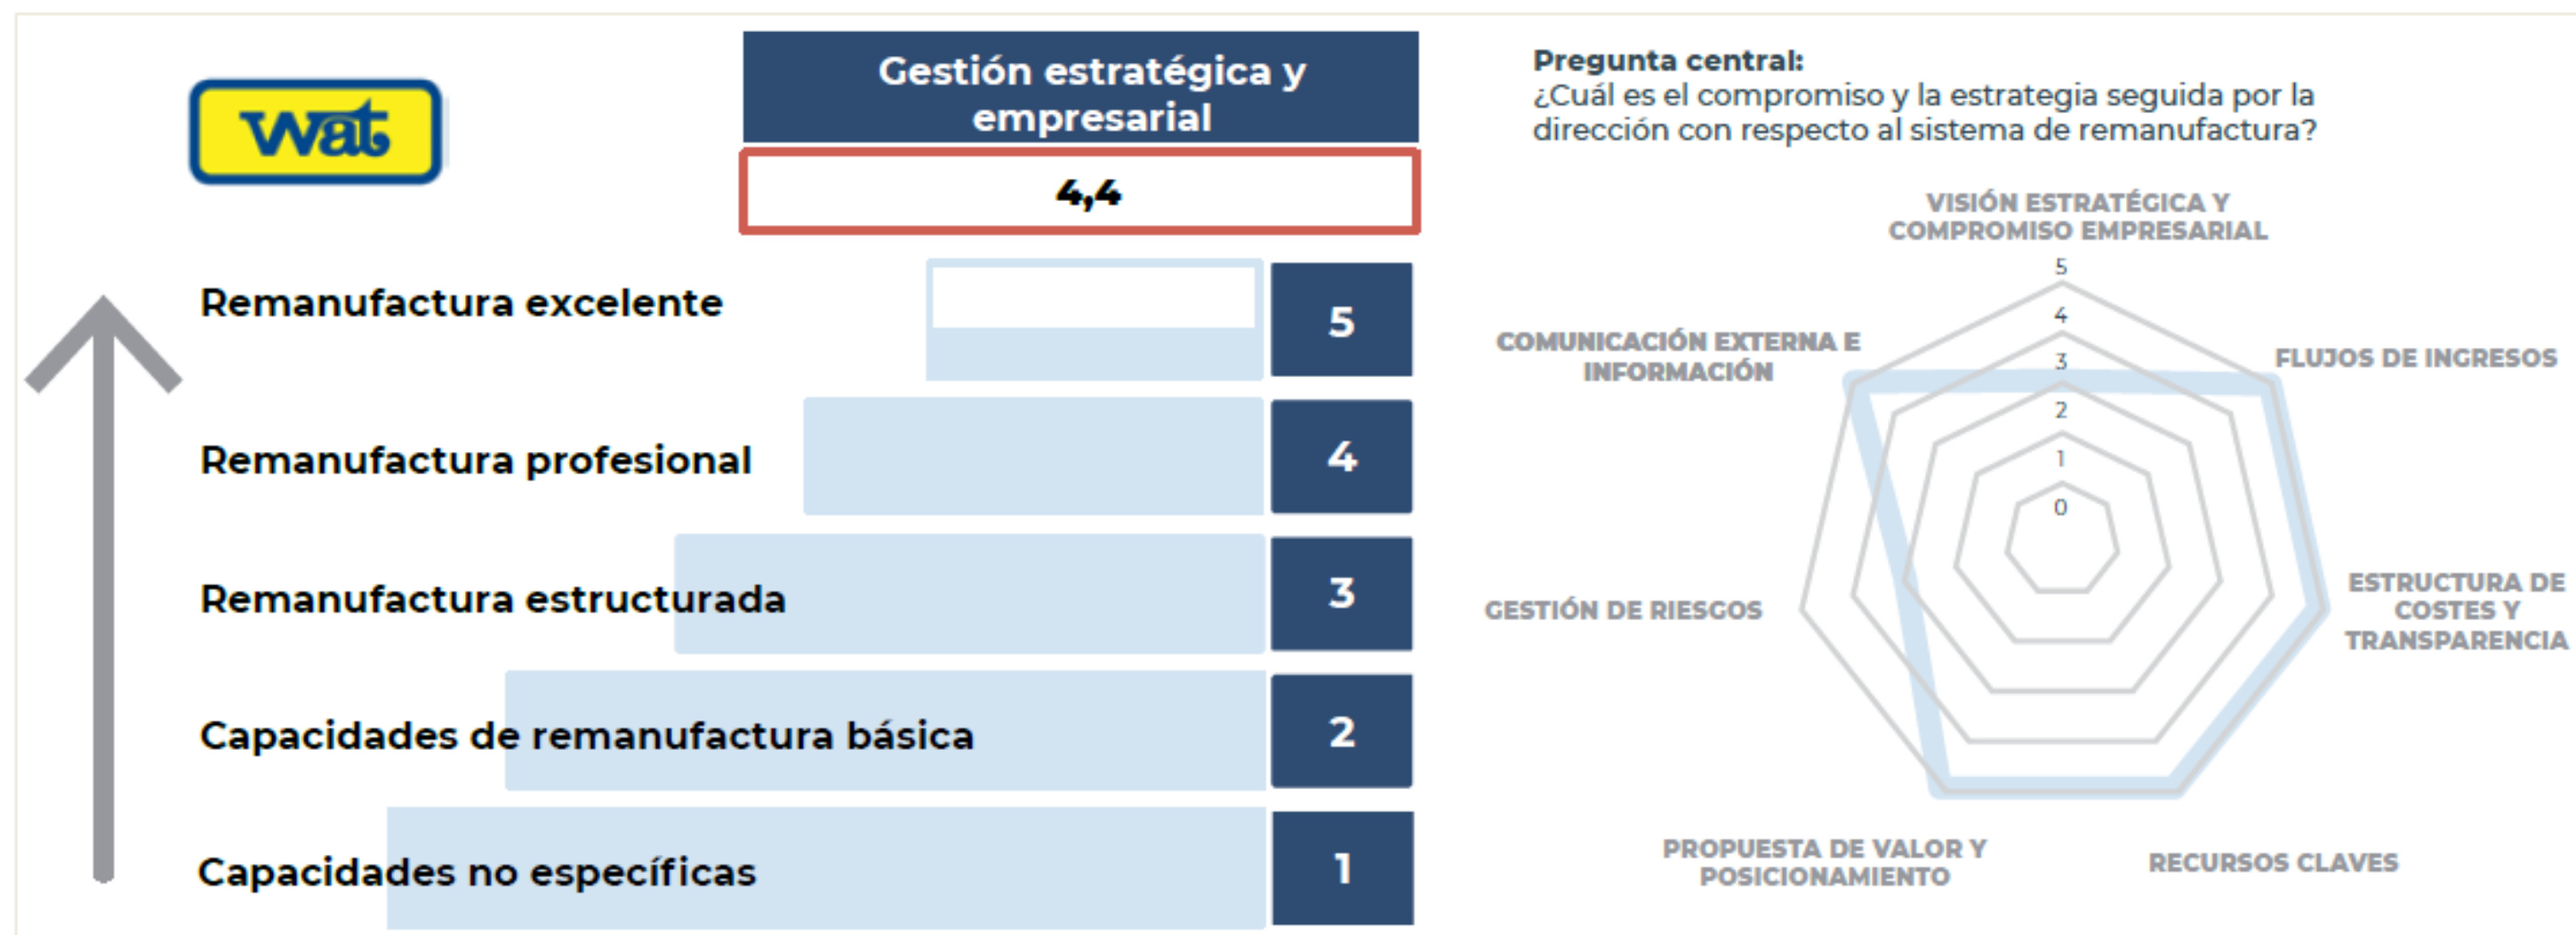 wat
Gestión estratégica y
empresarial
4,4
Remanufactura excelente
5
Remanufactura profesional
4
Remanufactura estructurada
3
Capacidades de remanufactura básica
2
Capacidades no específicas
1
Pregunta central:
¿Cuál es el compromiso y la estrategia seguida por la
dirección con respecto al sistema de remanufactura?
VISIÓN ESTRATÉGICA Y
COMPROMISO EMPRESARIAL
5
4
3
2
1
0
COMUNICACIÓN EXTERNA E
INFORMACIÓN
FLUJOS DE INGRESOS
GESTIÓN DE RIESGOS
ESTRUCTURA DE
COSTES Y
TRANSPARENCIA
PROPUESTA DE VALOR Y
POSICIONAMIENTO
RECURSOS CLAVES